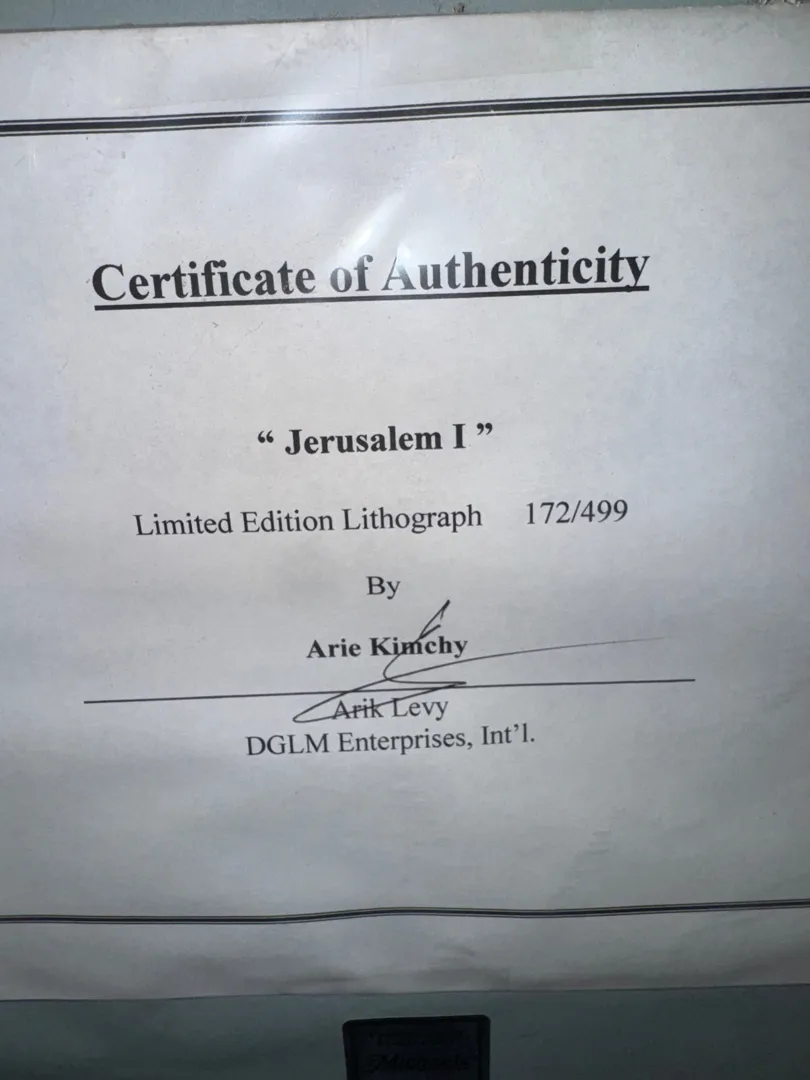 Certificate of Authenticity
“ Jerusalem I ”
Limited Edition Lithograph 172/499
By
Arie Kimchy
Arik Levy
DGLM Enterprises, Int’l.